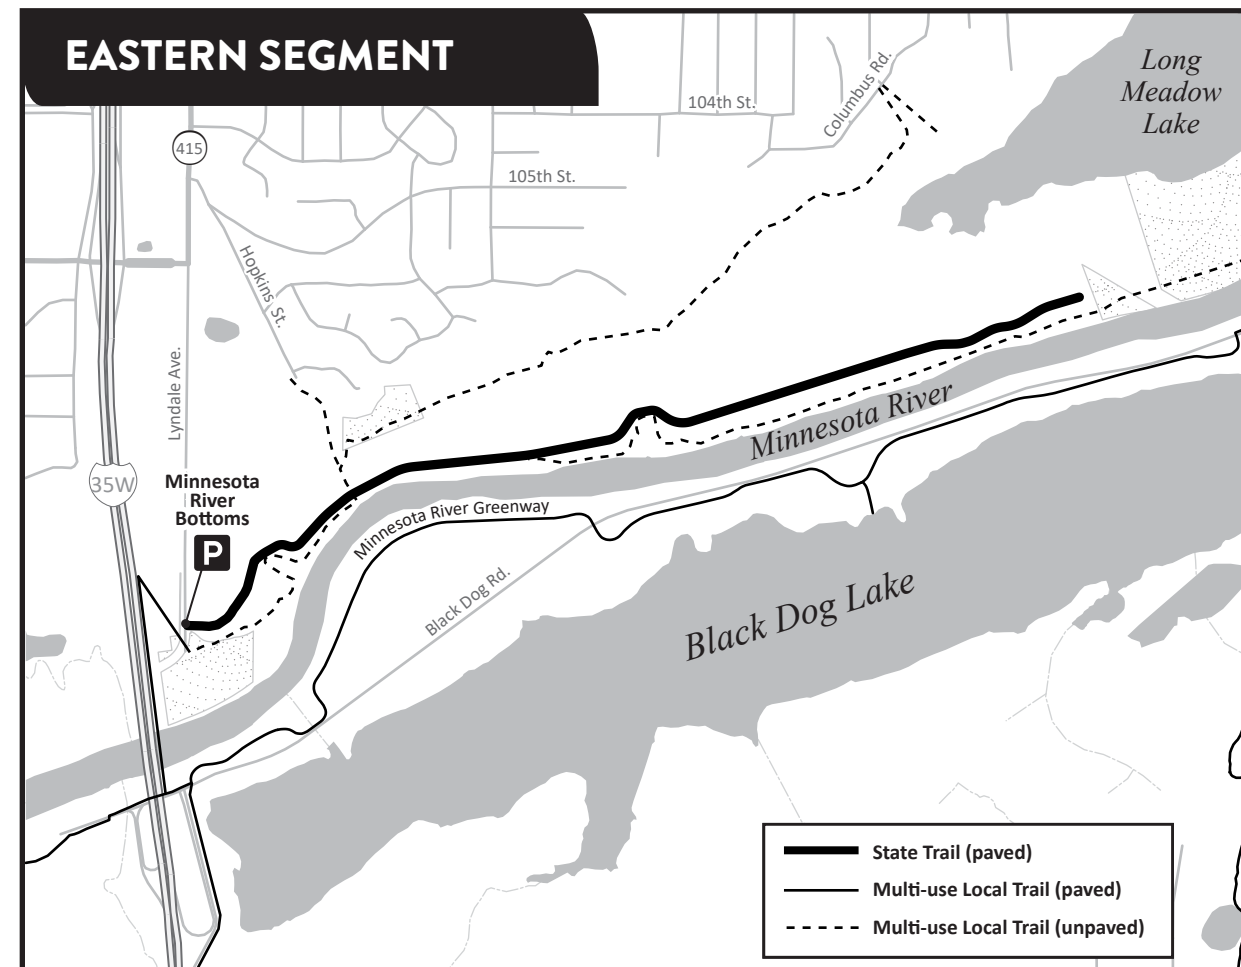 EASTERN SEGMENT
Long
Meadow
Lake
Columbus Rd.
104th St.
415
105th St.
Hopkins St.
Lyndale Ave.
35W
Minnesota
River
Bottoms
P
Minnesota River
Minnesota River Greenway
Black Dog Rd.
Black Dog Lake
State Trail (paved)
Multi-use Local Trail (paved)
Multi-use Local Trail (unpaved)